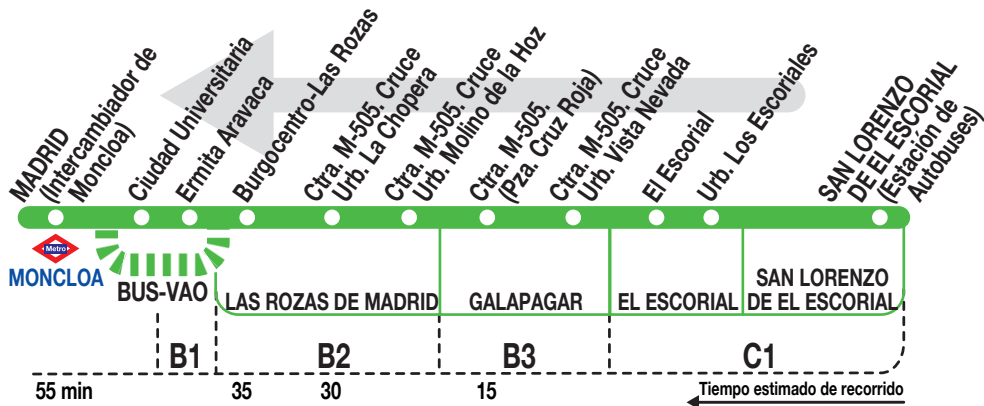 MADRID
(Intercambiador de
Moncloa)
Ciudad Universitaria
Ermita Aravaca
Burgocentro-Las Rozas
Ctra. M-505. Cruce
Urb. La Chopera
Ctra. M-505. Cruce
Urb. Molino de la Hoz
Ctra. M-505.
(Pza. Cruz Roja)
Ctra. M-505. Cruce
Urb. Vista Nevada
El Escorial
Urb. Los Escoriales
SAN LORENZO
DE EL ESCORIAL
(Estación de
Autobuses)
Metro
MONCLOA
BUS-VAO
LAS ROZAS DE MADRID
GALAPAGAR
EL ESCORIAL
SAN LORENZO
DE EL ESCORIAL
B1
B2
B3
C1
55 min
35
30
15
Tiempo estimado de recorrido